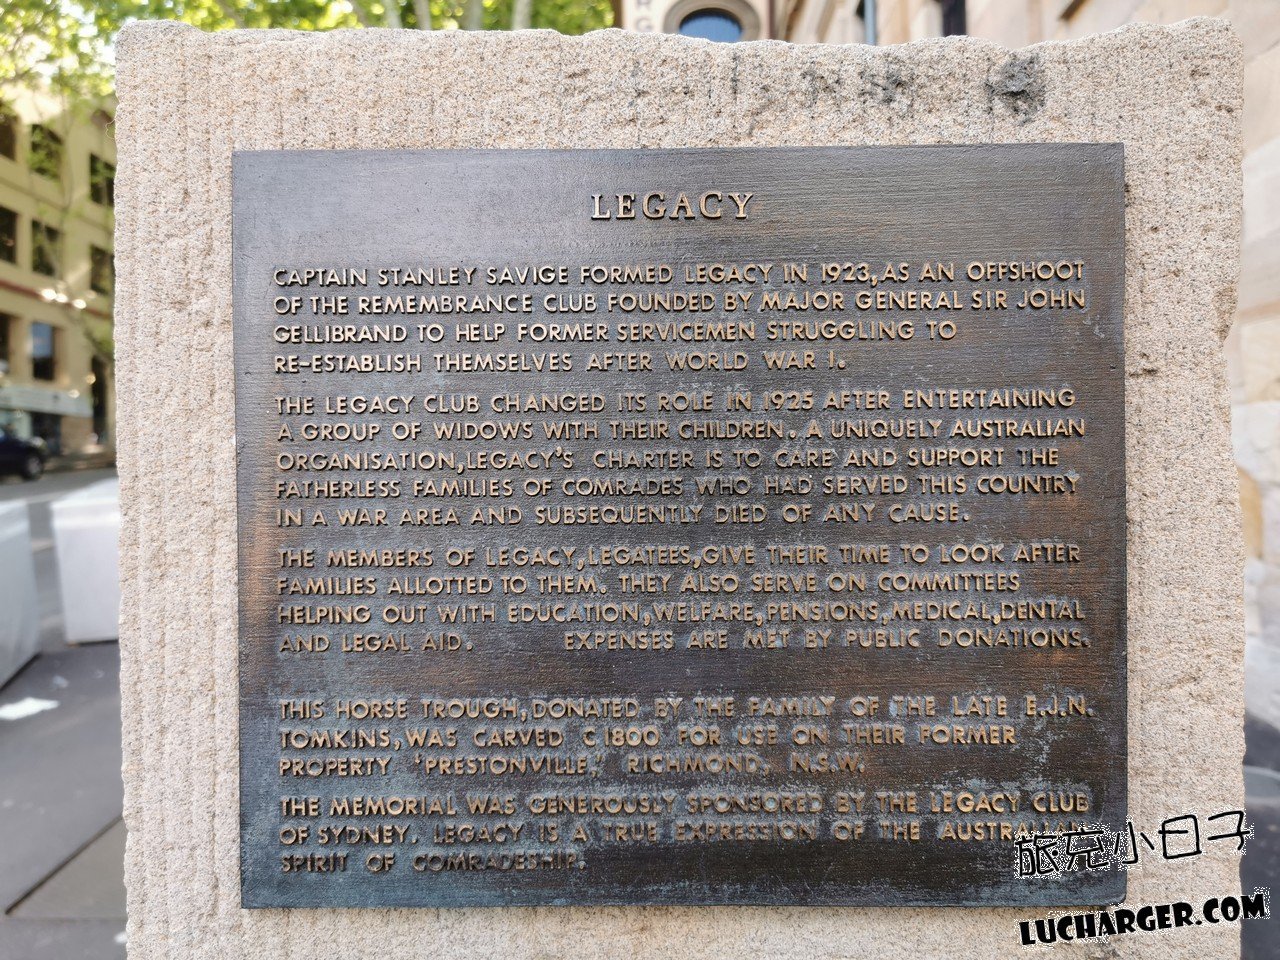 LEGACY
CAPTAIN STANLEY SAVIGE FORMED LEGACY IN 1923, AS AN OFFSHOOT
OF THE REMEMBRANCE CLUB FOUNDED BY MAJOR GENERAL SIR JOHN
GELLIBRAND TO HELP FORMER SERVICEMEN STRUGGLING TO
RE-ESTABLISH THEMSELVES AFTER WORLD WAR I.
THE LEGACY CLUB CHANGED ITS ROLE IN 1925 AFTER ENTERTAINING
A GROUP OF WIDOWS WITH THEIR CHILDREN. A UNIQUELY AUSTRALIAN
ORGANISATION, LEGACY'S CHARTER IS TO CARE AND SUPPORT THE
FATHERLESS FAMILIES OF COMRADES WHO HAD SERVED THIS COUNTRY
IN A WAR AREA AND SUBSEQUENTLY DIED OF ANY CAUSE.
THE MEMBERS OF LEGACY, LEGATEES, GIVE THEIR TIME TO LOOK AFTER
FAMILIES ALLOTTED TO THEM. THEY ALSO SERVE ON COMMITTEES
HELPING OUT WITH EDUCATION, WELFARE, PENSIONS, MEDICAL, DENTAL
AND LEGAL AID. EXPENSES ARE MET BY PUBLIC DONATIONS.
THIS HORSE TROUGH, DONATED BY THE FAMILY OF THE LATE E.J.N.
TOMKINS, WAS CARVED C1800 FOR USE ON THEIR FORMER
PROPERTY 'PRESTONVILLE,' RICHMOND. N.S.W.
THE MEMORIAL WAS GENEROUSLY SPONSORED BY THE LEGACY CLUB
OF SYDNEY. LEGACY IS A TRUE EXPRESSION OF THE AUSTRALIAN
SPIRIT OF COMRADESHIP.
旅克小日子
LUCHARGER.COM